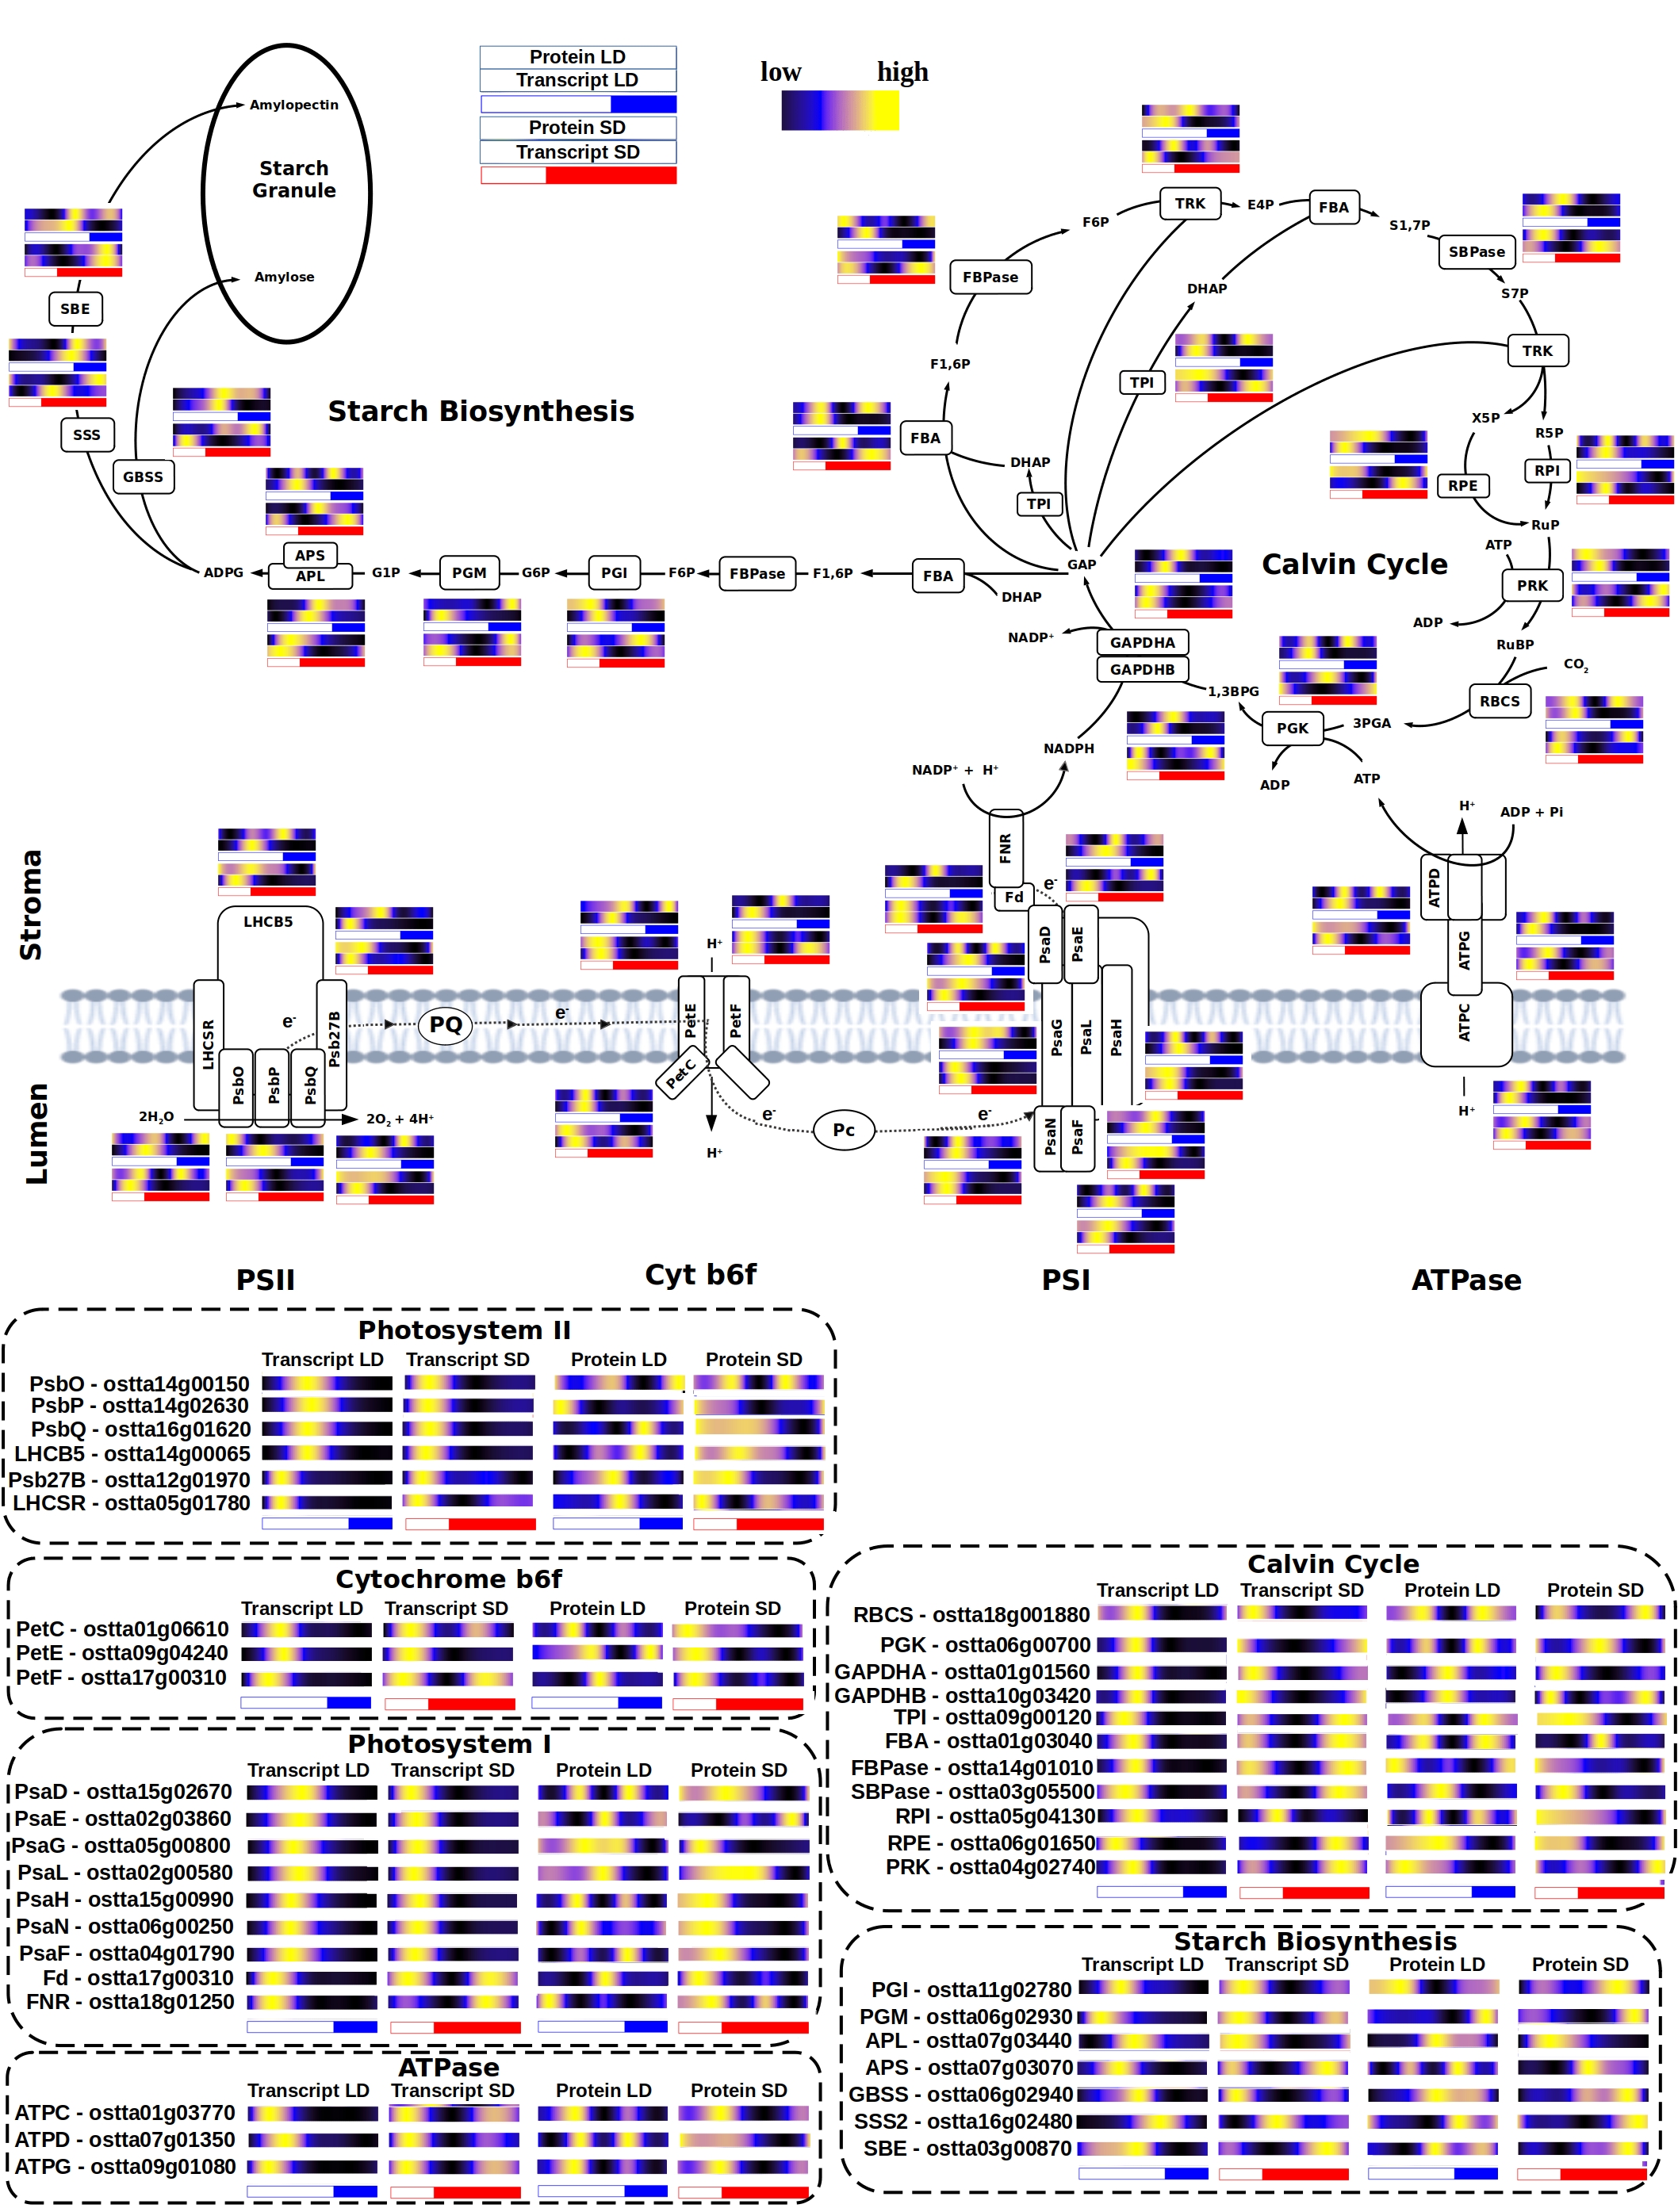 Protein LD
Transcript LD
Protein SD
Transcript SD
low high
Amylopectin
Starch
Granule
Amylose
SBE
SSS
GBSS
Starch Biosynthesis
APS
APL
ADPG
G1P
PGM
G6P
PGI
F6P
FBPase
F1,6P
FBA
DHAP
GAP
TPI
DHAP
FBA
F1,6P
FBPase
F6P
TRK
E4P
FBA
S1,7P
SBPase
S7P
TRK
DHAP
TPI
X5P
R5P
RPE
RPI
RuP
ATP
PRK
ADP
RuBP
CO2
RBCS
3PGA
PGK
ADP
ATP
1,3BPG
GAPDHA
GAPDHB
NADP+
NADPH
NADP+ + H+
Calvin Cycle
Stroma
Lumen
LHCB5
LHCSR
Psb27B
PsbO
PsbP
PsbQ
e-
2H2O
2O2 + 4H+
PQ
e-
H+
PetE
PetF
PetC
H+
e-
Pc
e-
FNR
Fd
e-
PsaD
PsaE
PsaG
PsaL
PsaH
PsaN
PsaF
H+
ADP + Pi
ATPD
ATPG
ATPC
H+
PSII
Cyt b6f
PSI
ATPase
Photosystem II
Transcript LD Transcript SD Protein LD Protein SD
PsbO - ostta14g00150
PsbP - ostta14g02630
PsbQ - ostta16g01620
LHCB5 - ostta14g00065
Psb27B - ostta12g01970
LHCSR - ostta05g01780
Cytochrome b6f
Transcript LD Transcript SD Protein LD Protein SD
PetC - ostta01g06610
PetE - ostta09g04240
PetF - ostta17g00310
Photosystem I
Transcript LD Transcript SD Protein LD Protein SD
PsaD - ostta15g02670
PsaE - ostta02g03860
PsaG - ostta05g00800
PsaL - ostta02g00580
PsaH - ostta15g00990
PsaN - ostta06g00250
PsaF - ostta04g01790
Fd - ostta17g00310
FNR - ostta18g01250
ATPase
Transcript LD Transcript SD Protein LD Protein SD
ATPC - ostta01g03770
ATPD - ostta07g01350
ATPG - ostta09g01080
Calvin Cycle
Transcript LD Transcript SD Protein LD Protein SD
RBCS - ostta18g001880
PGK - ostta06g00700
GAPDHA - ostta01g01560
GAPDHB - ostta10g03420
TPI - ostta09g00120
FBA - ostta01g03040
FBPase - ostta14g01010
SBPase - ostta03g05500
RPI - ostta05g04130
RPE - ostta06g01650
PRK - ostta04g02740
Starch Biosynthesis
Transcript LD Transcript SD Protein LD Protein SD
PGI - ostta11g02780
PGM - ostta06g02930
APL - ostta07g03440
APS - ostta07g03070
GBSS - ostta06g02940
SSS2 - ostta16g02480
SBE - ostta03g00870